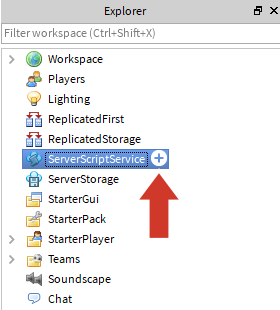 Explorer
Filter workspace (Ctrl+Shift+X)
Workspace
Players
Lighting
ReplicatedFirst
ReplicatedStorage
ServerScriptService
ServerStorage
StarterGui
StarterPack
StarterPlayer
Teams
Soundscape
Chat